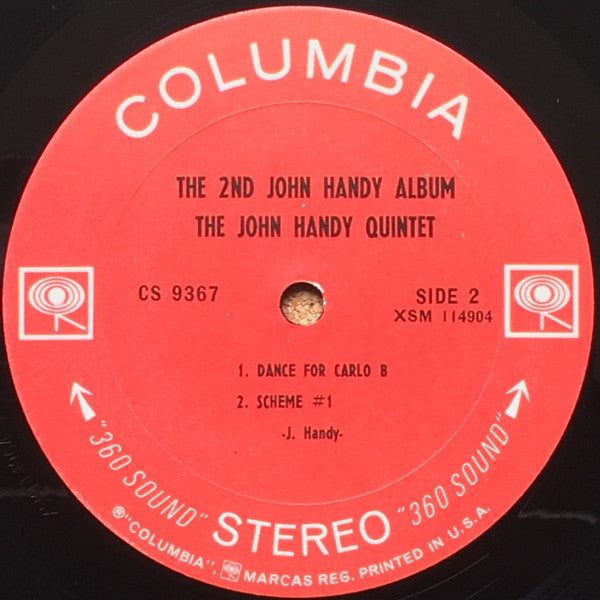 COLUMBIA
THE 2ND JOHN HANDY ALBUM
THE JOHN HANDY QUINTET
CS 9367
SIDE 2
XSM 114904
1. DANCE FOR CARLO B
2. SCHEME #1
-J. Handy-
"360 SOUND" STEREO "360 SOUND"
®"COLUMBIA", MARCAS REG. PRINTED IN U.S.A.